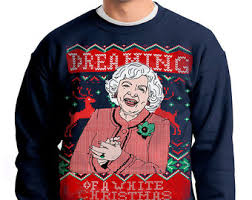 DREAMING
OF A WHITE
CHRISTMAS